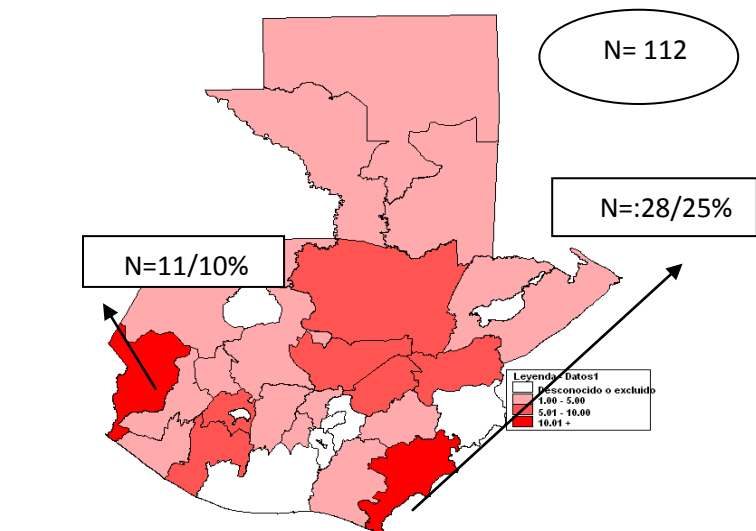 N= 112
N=:28/25%
N=11/10%
Leyenda - Datos1
Desconocido o excluido
1.00 - 5.00
5.01 - 10.00
10.01 +